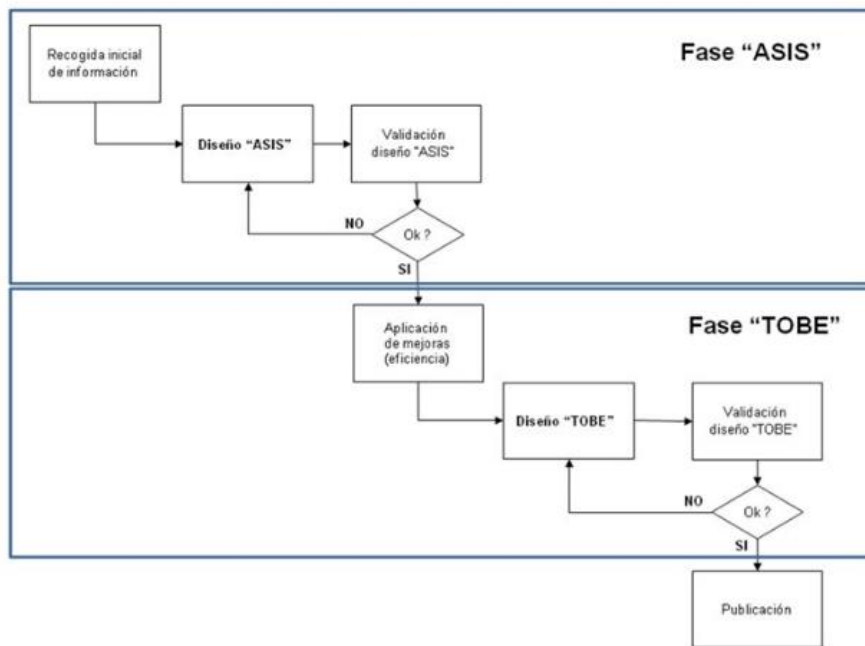 Fase “ASIS”
Recogida inicial
de información
Diseño “ASIS”
Validación
diseño "ASIS"
NO
Ok ?
SI
Fase “TOBE”
Aplicación
de mejoras
(eficiencia)
Diseño “TOBE”
Validación
diseño "TOBE"
NO
Ok ?
SI
Publicación